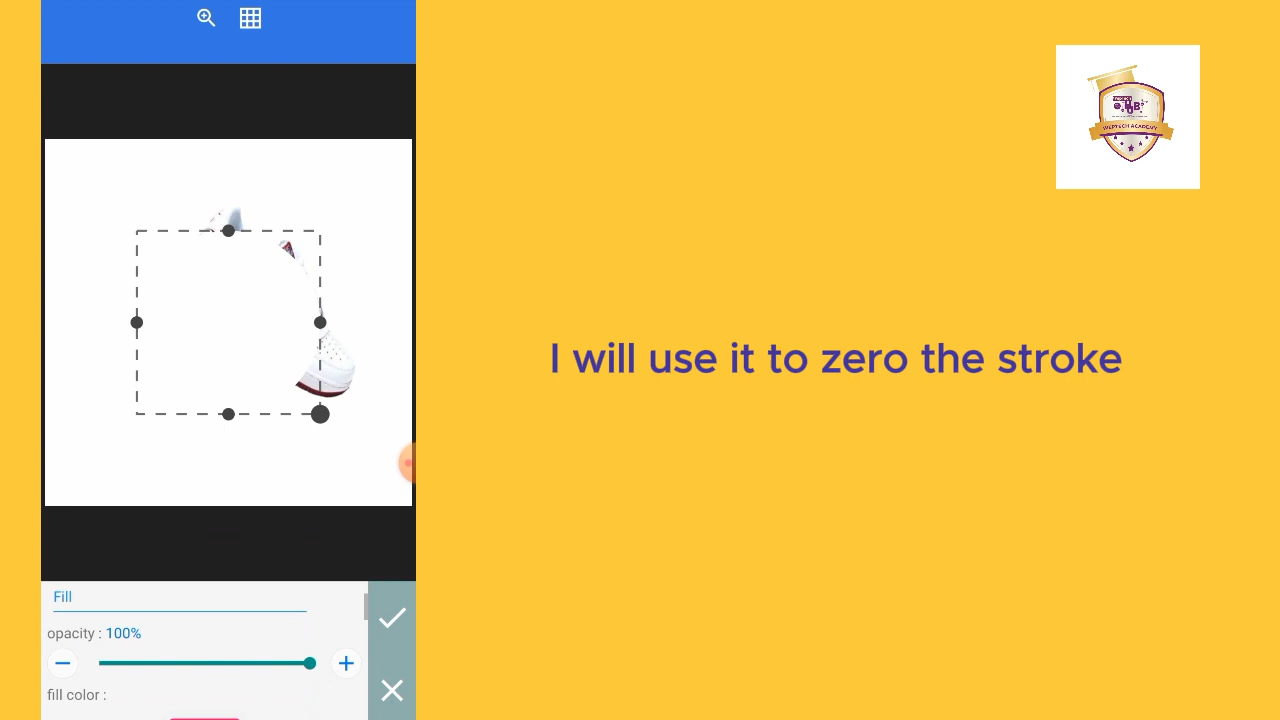 I will use it to zero the stroke
Fill
opacity : 100%
fill color :